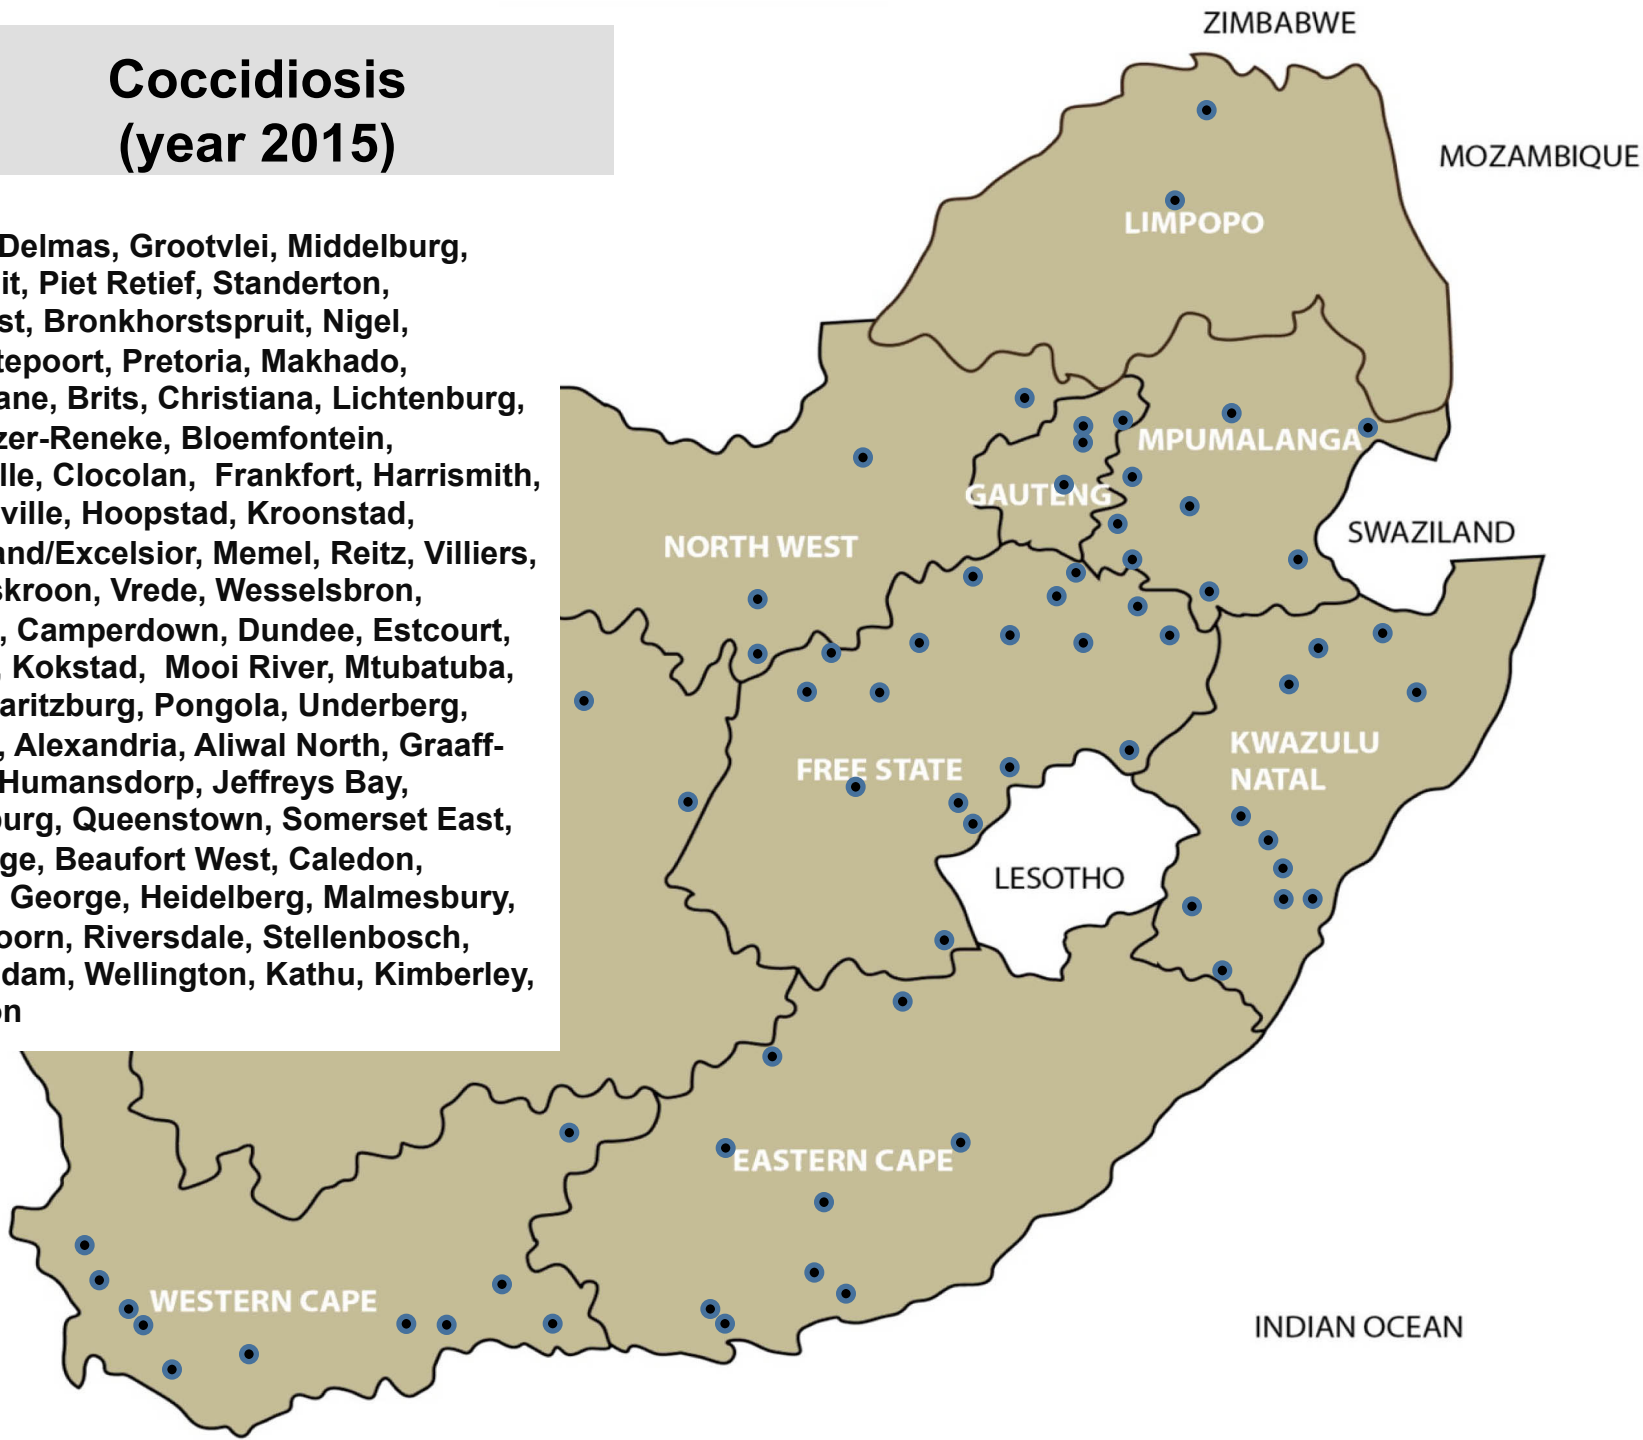 Coccidiosis
(year 2015)
Delmas, Grootvlei, Middelburg,
it, Piet Retief, Standerton,
st, Bronkhorstspruit, Nigel,
tepoort, Pretoria, Makhado,
ane, Brits, Christiana, Lichtenburg,
zer-Reneke, Bloemfontein,
lle, Clocolan, Frankfort, Harrismith,
ville, Hoopstad, Kroonstad,
and/Excelsior, Memel, Reitz, Villiers,
skroon, Vrede, Wesselsbron,
, Camperdown, Dundee, Estcourt,
, Kokstad, Mooi River, Mtubatuba,
aritzburg, Pongola, Underberg,
, Alexandria, Aliwal North, Graaff-
Humansdorp, Jeffreys Bay,
burg, Queenstown, Somerset East,
ge, Beaufort West, Caledon,
George, Heidelberg, Malmesbury,
oorn, Riversdale, Stellenbosch,
dam, Wellington, Kathu, Kimberley,
on
ZIMBABWE
MOZAMBIQUE
LIMPOPO
MPUMALANGA
GAUTENG
SWAZILAND
NORTH WEST
KWAZULU
NATAL
FREE STATE
LESOTHO
EASTERN CAPE
WESTERN CAPE
INDIAN OCEAN